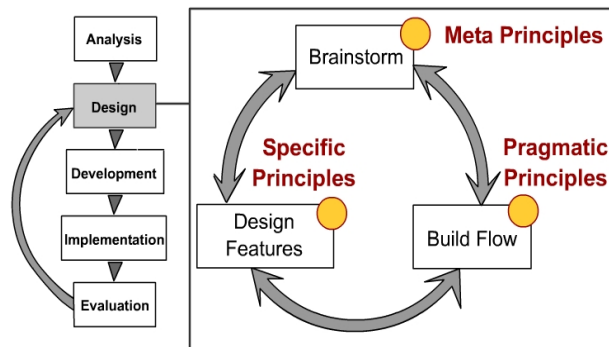 Analysis
Design
Development
Implementation
Evaluation
Brainstorm
Meta Principles
Specific
Principles
Pragmatic
Principles
Design
Features
Build Flow